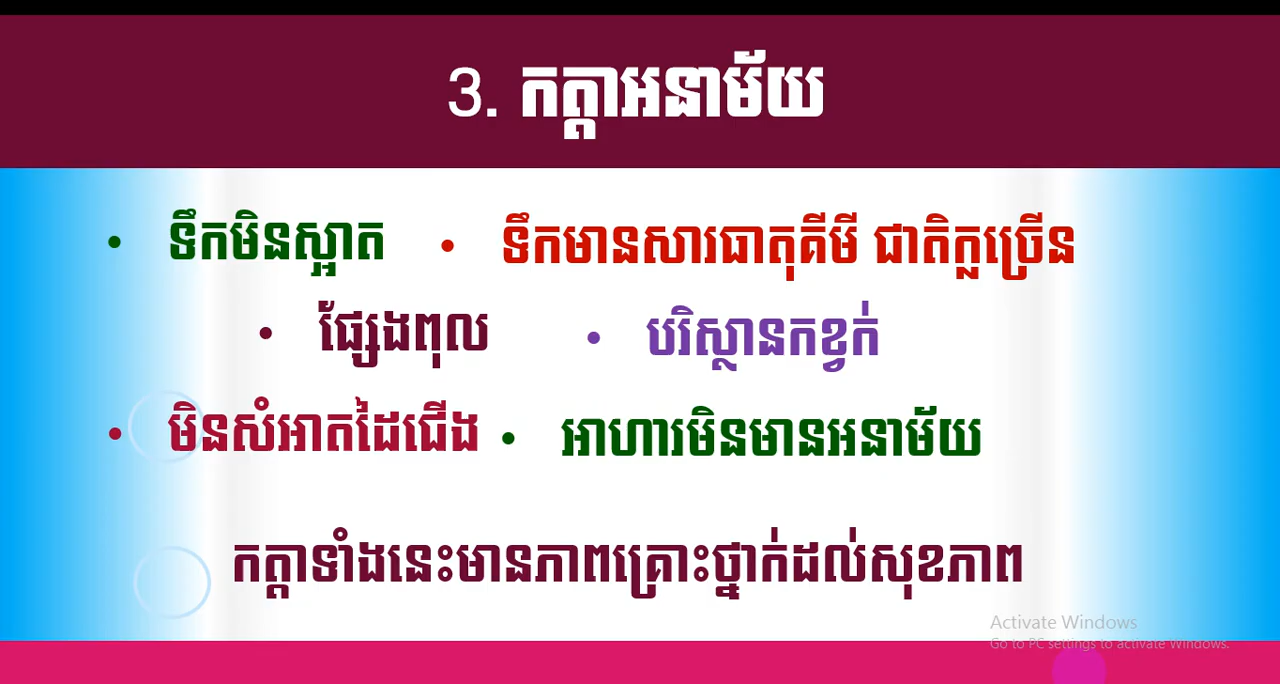 3. កត្តាអនាម័យ
• ទឹកមិនស្អាត • ទឹកមានសារធាតុគីមី ជាតិក្លច្រើន
• ផ្សែងពុល • បរិស្ថានកខ្វក់
• មិនសំអាតដៃជើង • អាហារមិនមានអនាម័យ
កត្តាទាំងនេះមានភាពគ្រោះថ្នាក់ដល់សុខភាព
Activate Windows
Go to PC settings to activate Windows.